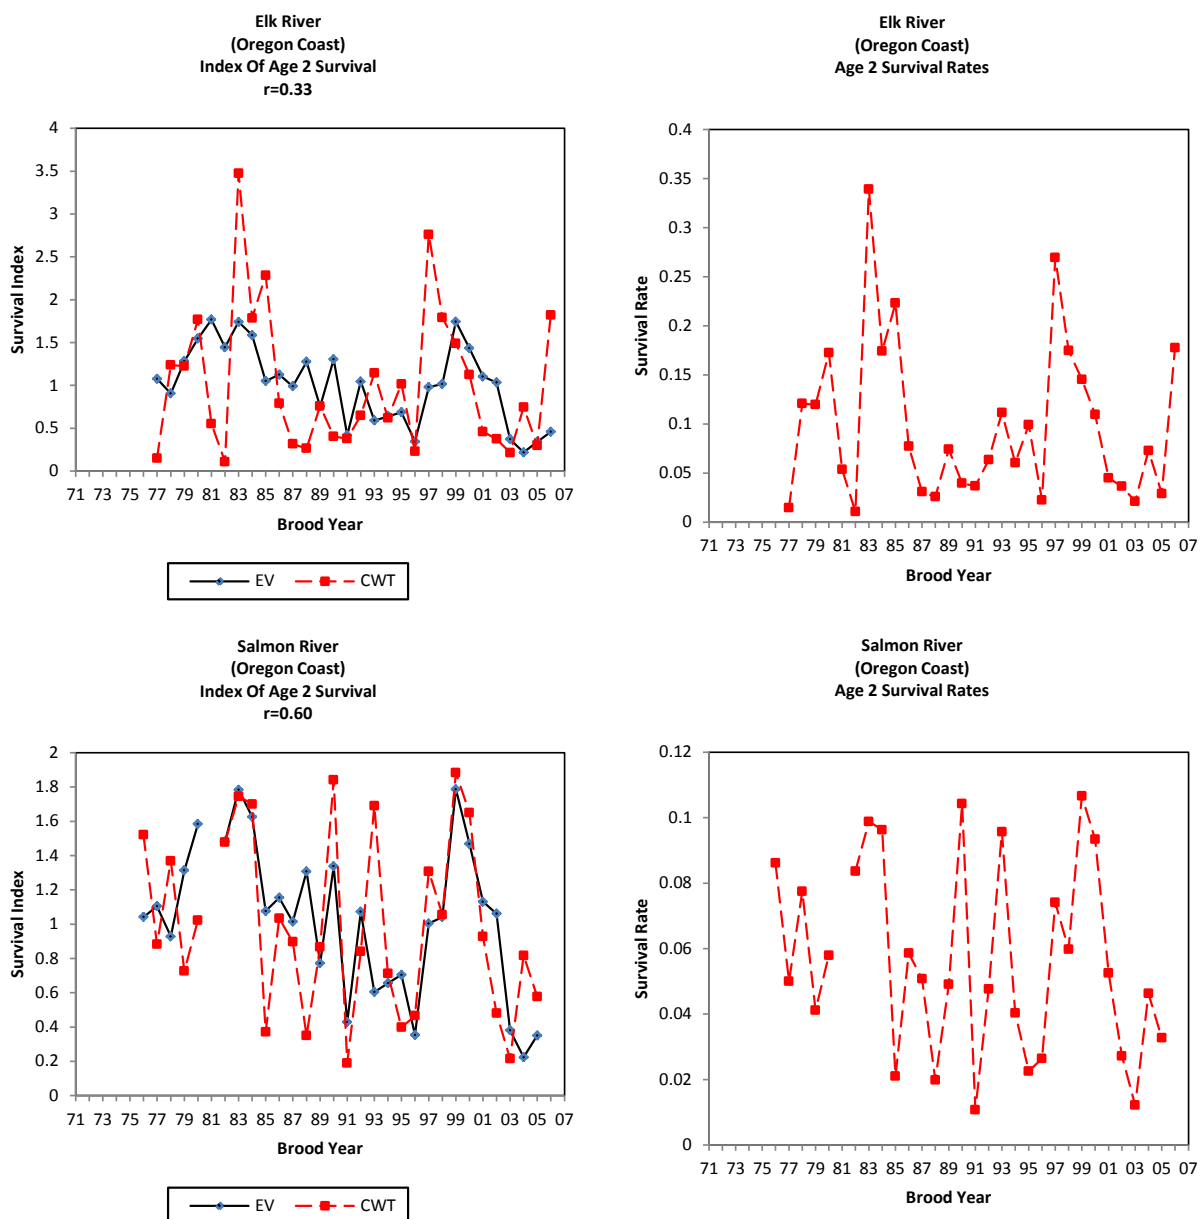 Elk River
(Oregon Coast)
Index Of Age 2 Survival
r=0.33
4
3.5
3
2.5
2
1.5
1
0.5
0
Survival Index
71 73 75 77 79 81 83 85 87 89 91 93 95 97 99 01 03 05 07
Brood Year
EV CWT
Elk River
(Oregon Coast)
Age 2 Survival Rates
0.4
0.35
0.3
0.25
0.2
0.15
0.1
0.05
0
Survival Rate
71 73 75 77 79 81 83 85 87 89 91 93 95 97 99 01 03 05 07
Brood Year
Salmon River
(Oregon Coast)
Index Of Age 2 Survival
r=0.60
2
1.8
1.6
1.4
1.2
1
0.8
0.6
0.4
0.2
0
Survival Index
71 73 75 77 79 81 83 85 87 89 91 93 95 97 99 01 03 05 07
Brood Year
EV CWT
Salmon River
(Oregon Coast)
Age 2 Survival Rates
0.12
0.1
0.08
0.06
0.04
0.02
0
Survival Rate
71 73 75 77 79 81 83 85 87 89 91 93 95 97 99 01 03 05 07
Brood Year